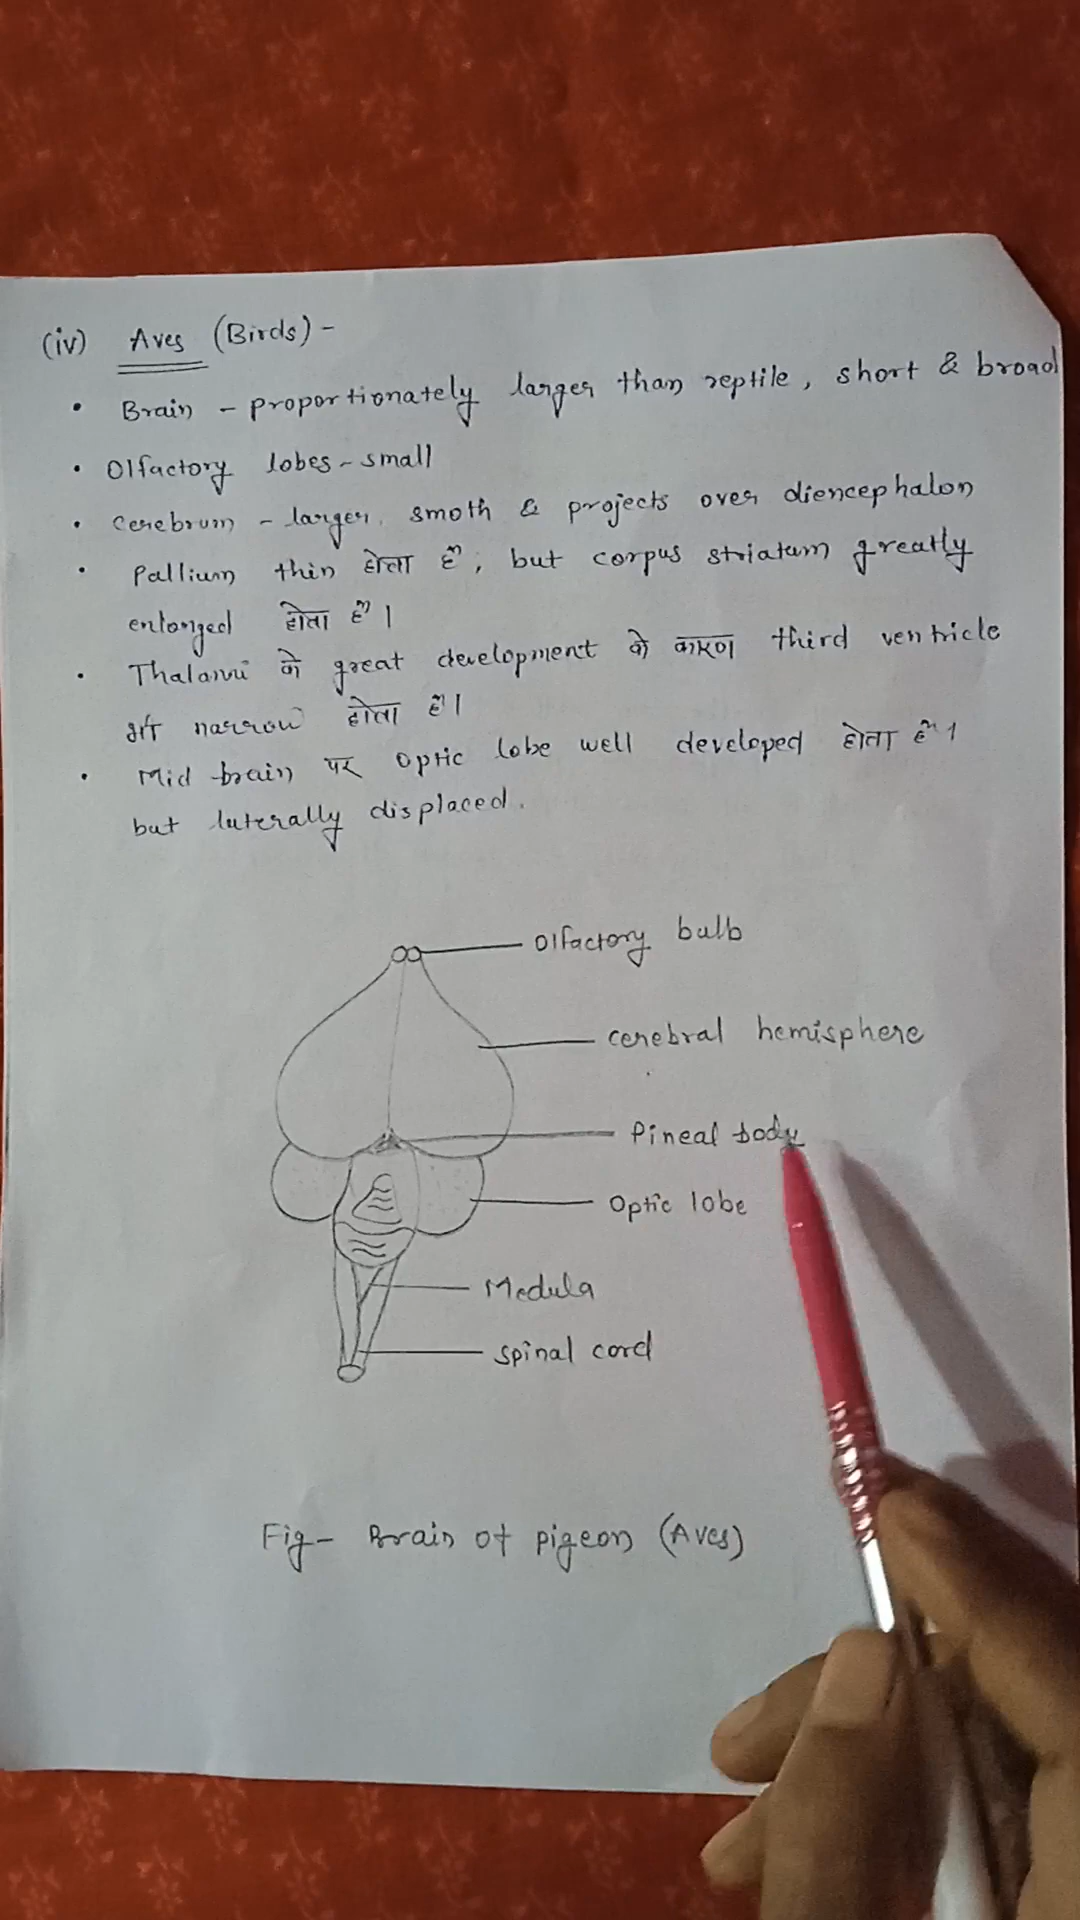 (iv) Aves (Birds) -
• Brain - proportionately larger than reptile, short & broad
• Olfactory lobes - small
• cerebrum - larger, smoth & projects over diencephalon
• Pallium thin होता है, but corpus striatum greatly
enlarged होता है।
• Thalami के great development के कारण third ventricle
भी narrow होता है।
• Mid brain पर optic lobe well developed होता है।
but luterally displaced.
Olfactory bulb
cerebral hemisphere
Pineal body
Optic lobe
Medula
spinal cord
Fig - Brain of pigeon (Aves)